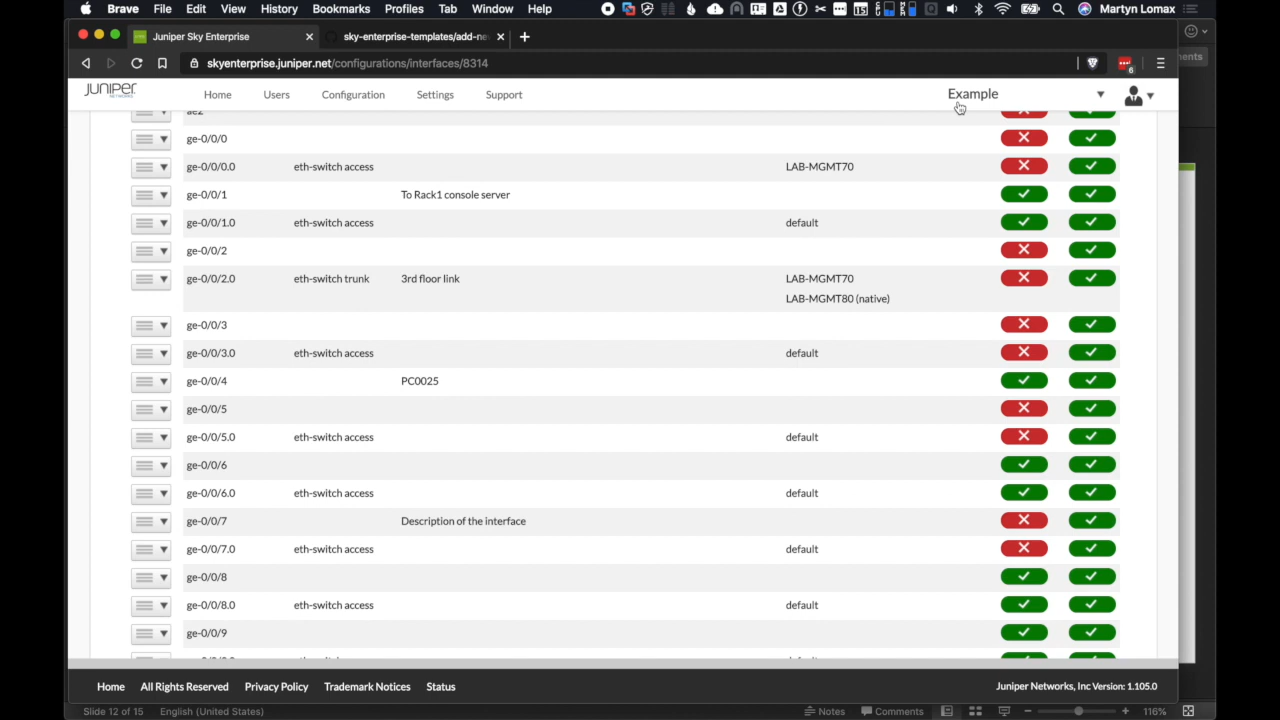 Brave File Edit View History Bookmarks Profiles Tab Window Help Martyn Lomax
Juniper Sky Enterprise sky-enterprise-templates/add-ne
skyenterprise.juniper.net/configurations/interfaces/8314 6
JUNIPER NETWORKS Home Users Configuration Settings Support Example
ae2
ge-0/0/0
ge-0/0/0.0 eth-switch access LAB-MGMT70
ge-0/0/1 To Rack1 console server
ge-0/0/1.0 eth-switch access default
ge-0/0/2
ge-0/0/2.0 eth-switch trunk 3rd floor link LAB-MGMT70
LAB-MGMT80 (native)
ge-0/0/3
ge-0/0/3.0 eth-switch access default
ge-0/0/4 PC0025
ge-0/0/5
ge-0/0/5.0 eth-switch access default
ge-0/0/6
ge-0/0/6.0 eth-switch access default
ge-0/0/7 Description of the interface
ge-0/0/7.0 eth-switch access default
ge-0/0/8
ge-0/0/8.0 eth-switch access default
ge-0/0/9
Home All Rights Reserved Privacy Policy Trademark Notices Status Juniper Networks, Inc Version: 1.105.0
Slide 12 of 15 English (United States) Notes Comments 116%